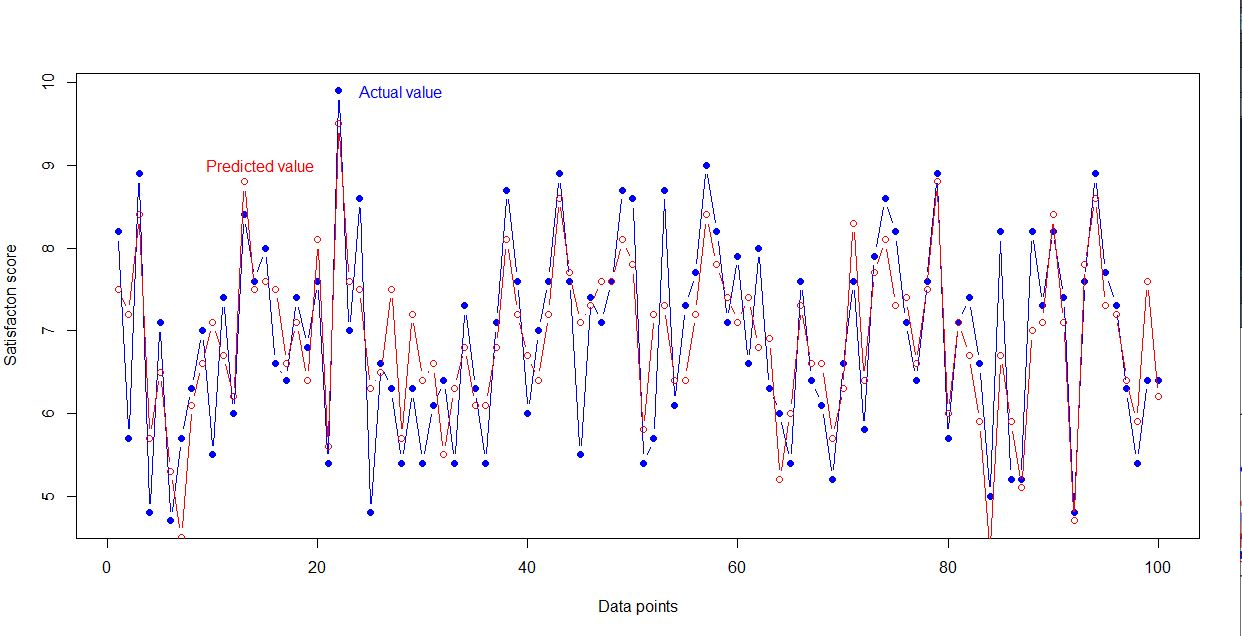 Actual value
Predicted value
Satisfaction score
10
9
8
7
6
5
0 20 40 60 80 100
Data points